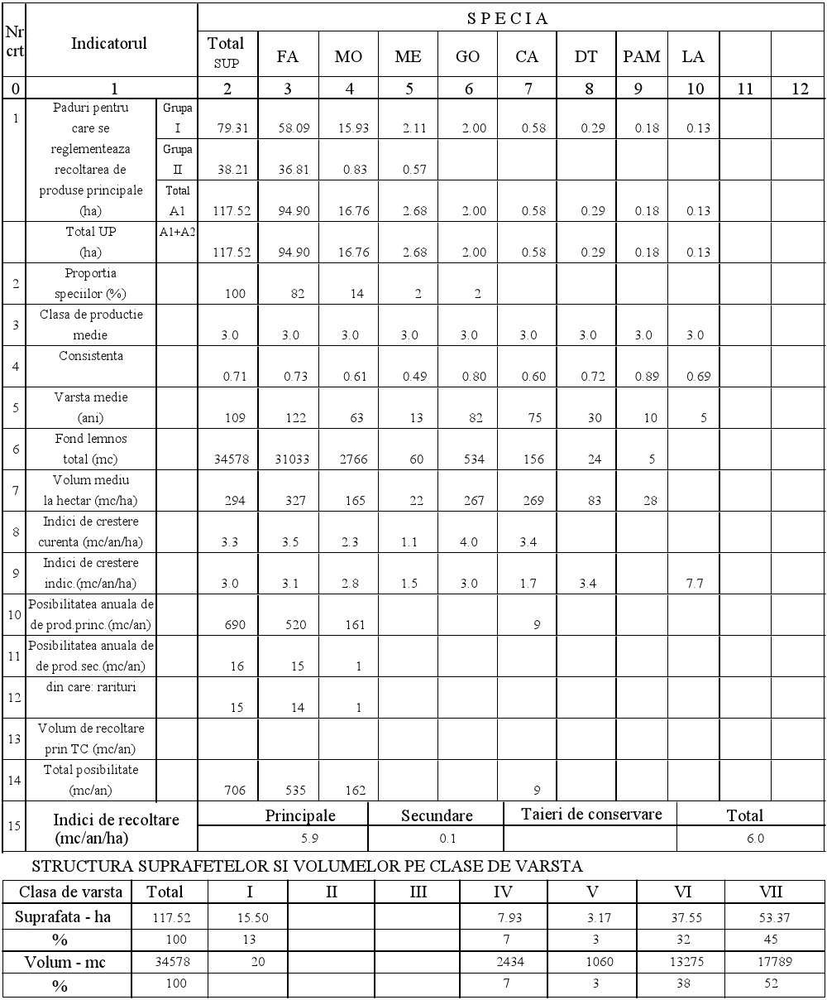 Nr crt Indicatorul S P E C I A
Total SUP FA MO ME GO CA DT PAM LA
0 1 2 3 4 5 6 7 8 9 10 11 12
1 Paduri pentru Grupa
care se I 79.31 58.09 15.93 2.11 2.00 0.58 0.29 0.18 0.13
reglementeaza Grupa
recoltarea de II 38.21 36.81 0.83 0.57
produse principale Total
(ha) A1 117.52 94.90 16.76 2.68 2.00 0.58 0.29 0.18 0.13
Total UP A1+A2
(ha) 117.52 94.90 16.76 2.68 2.00 0.58 0.29 0.18 0.13
2 Proportia
speciilor (%) 100 82 14 2 2
3 Clasa de productie
medie 3.0 3.0 3.0 3.0 3.0 3.0 3.0 3.0 3.0
4 Consistenta
0.71 0.73 0.61 0.49 0.80 0.60 0.72 0.89 0.69
5 Varsta medie
(ani) 109 122 63 13 82 75 30 10 5
6 Fond lemnos
total (mc) 34578 31033 2766 60 534 156 24 5
7 Volum mediu
la hectar (mc/ha) 294 327 165 22 267 269 83 28
8 Indici de crestere
curenta (mc/an/ha) 3.3 3.5 2.3 1.1 4.0 3.4
9 Indici de crestere
indic.(mc/an/ha) 3.0 3.1 2.8 1.5 3.0 1.7 3.4 7.7
10 Posibilitatea anuala de
de prod.princ.(mc/an) 690 520 161 9
11 Posibilitatea anuala de
de prod.sec.(mc/an) 16 15 1
12 din care: rarituri
15 14 1
13 Volum de recoltare
prin TC (mc/an)
14 Total posibilitate
(mc/an) 706 535 162 9
15 Indici de recoltare Principale Secundare Taieri de conservare Total
(mc/an/ha) 5.9 0.1 6.0
STRUCTURA SUPRAFETELOR SI VOLUMELOR PE CLASE DE VARSTA
Clasa de varsta Total I II III IV V VI VII
Suprafata - ha 117.52 15.50 7.93 3.17 37.55 53.37
% 100 13 7 3 32 45
Volum - mc 34578 20 2434 1060 13275 17789
% 100 7 3 38 52